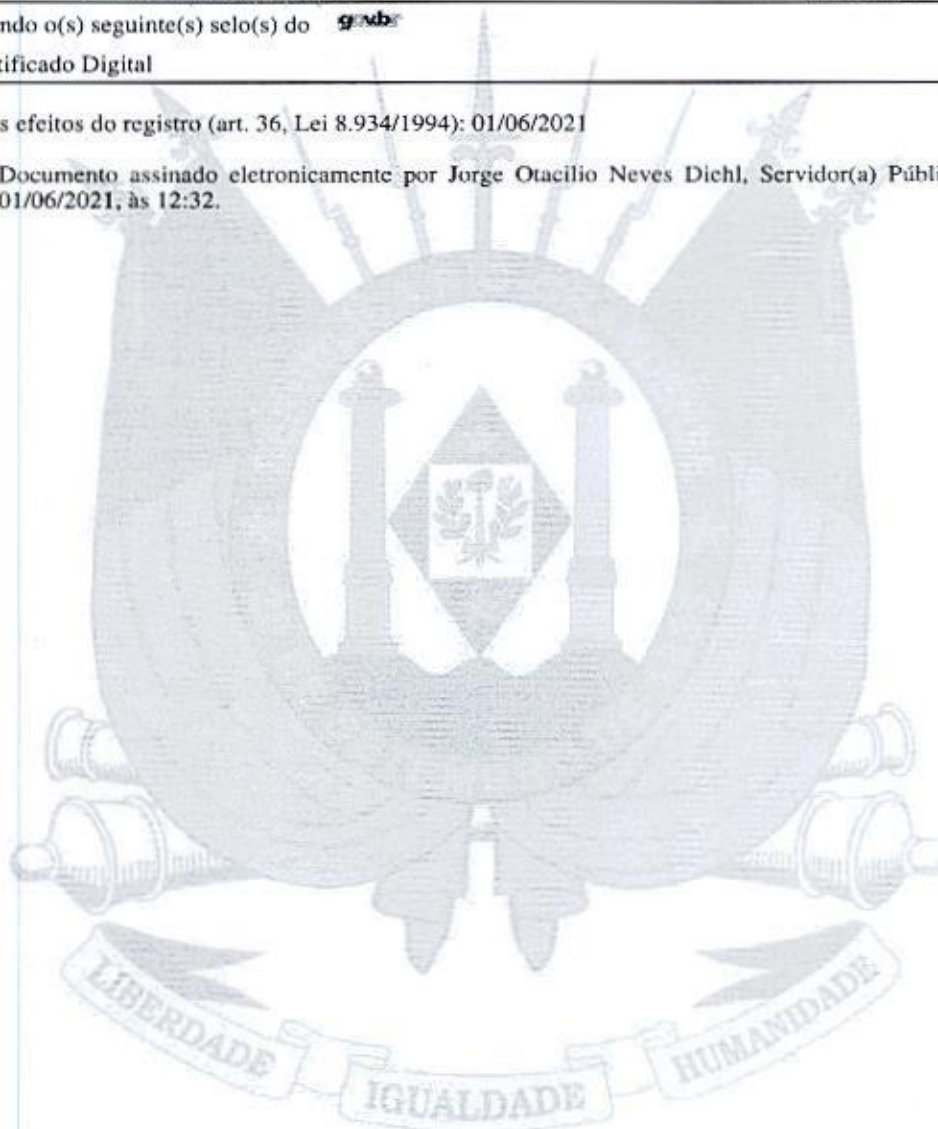 ndo o(s) seguinte(s) selo(s) do govbr
tificado Digital
s efeitos do registro (art. 36, Lei 8.934/1994): 01/06/2021
Documento assinado eletronicamente por Jorge Otacilio Neves Diehl, Servidor(a) Públi
01/06/2021, às 12:32.
LIBERDADE
IGUALDADE
HUMANIDADE